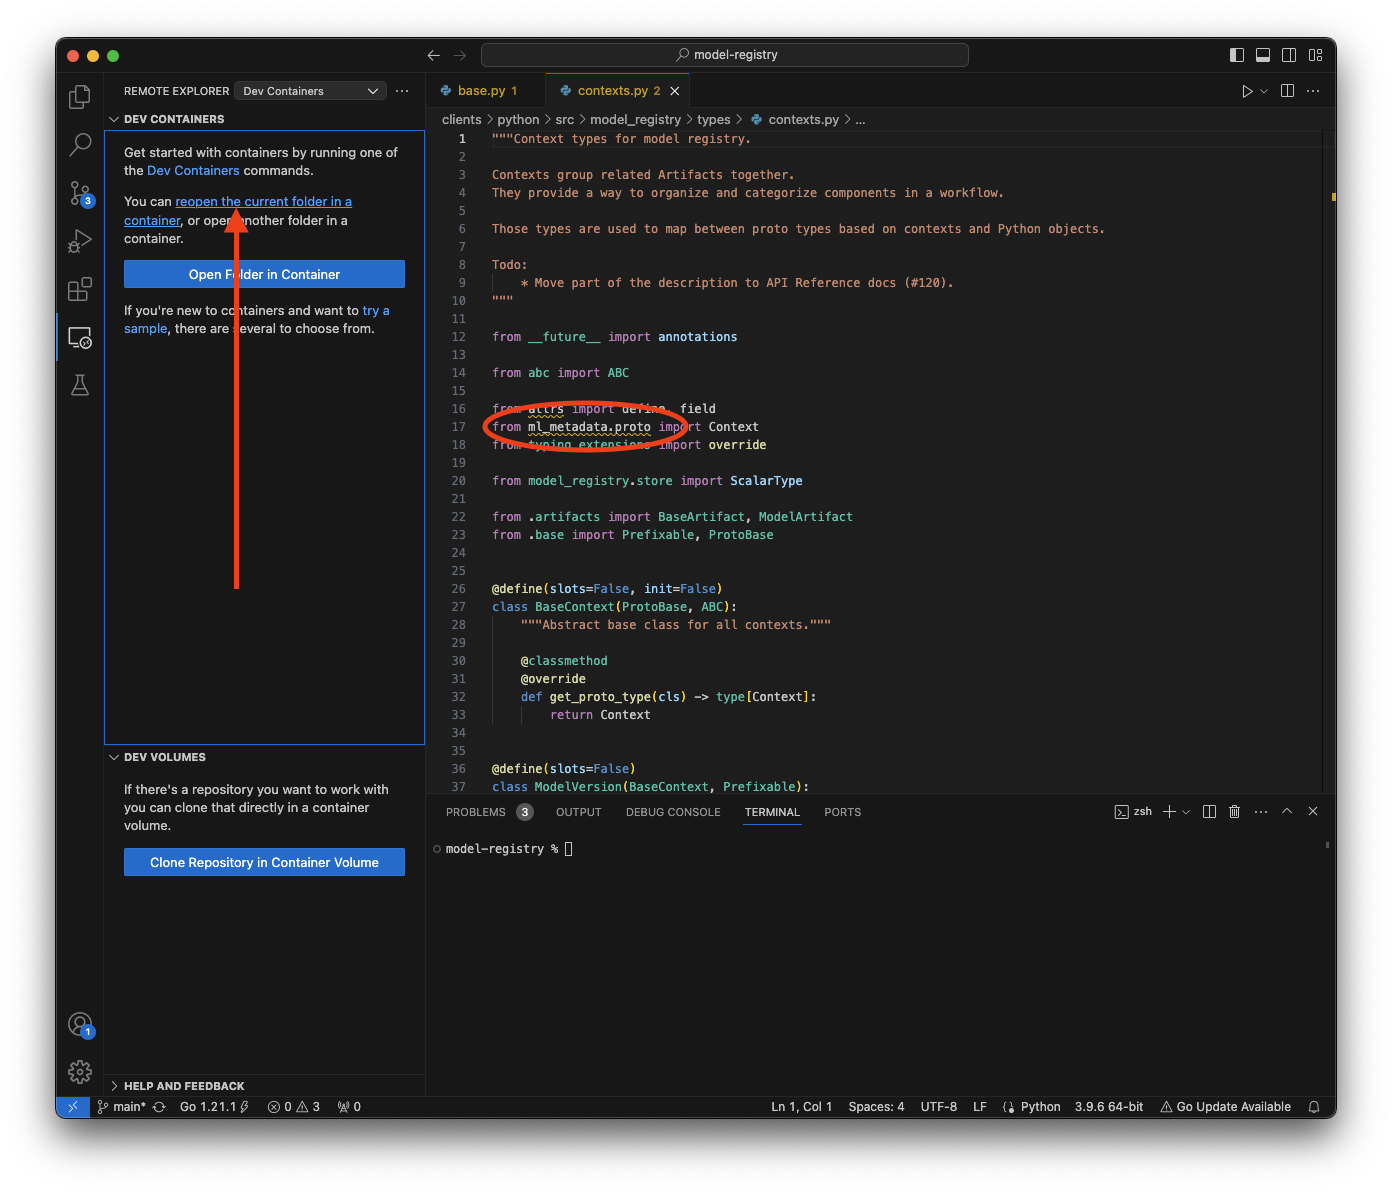 model-registry
REMOTE EXPLORER Dev Containers
DEV CONTAINERS
Get started with containers by running one of
the Dev Containers commands.
You can reopen the current folder in a
container, or open another folder in a
container.
Open Folder in Container
If you're new to containers and want to try a
sample, there are several to choose from.
DEV VOLUMES
If there's a repository you want to work with
you can clone that directly in a container
volume.
Clone Repository in Container Volume
HELP AND FEEDBACK
3
1
base.py 1
contexts.py 2
clients > python > src > model_registry > types > contexts.py > ...
1 """Context types for model registry.
2
3 Contexts group related Artifacts together.
4 They provide a way to organize and categorize components in a workflow.
5
6 Those types are used to map between proto types based on contexts and Python objects.
7
8 Todo:
9 * Move part of the description to API Reference docs (#120).
10 """
11
12 from __future__ import annotations
13
14 from abc import ABC
15
16 from attrs import define, field
17 from ml_metadata.proto import Context
18 from typing_extensions import override
19
20 from model_registry.store import ScalarType
21
22 from .artifacts import BaseArtifact, ModelArtifact
23 from .base import Prefixable, ProtoBase
24
25
26 @define(slots=False, init=False)
27 class BaseContext(ProtoBase, ABC):
28 """Abstract base class for all contexts."""
29
30 @classmethod
31 @override
32 def get_proto_type(cls) -> type[Context]:
33 return Context
34
35
36 @define(slots=False)
37 class ModelVersion(BaseContext, Prefixable):
PROBLEMS 3 OUTPUT DEBUG CONSOLE TERMINAL PORTS zsh
model-registry %
main* Go 1.21.1 0 3 0 Ln 1, Col 1 Spaces: 4 UTF-8 LF Python 3.9.6 64-bit Go Update Available